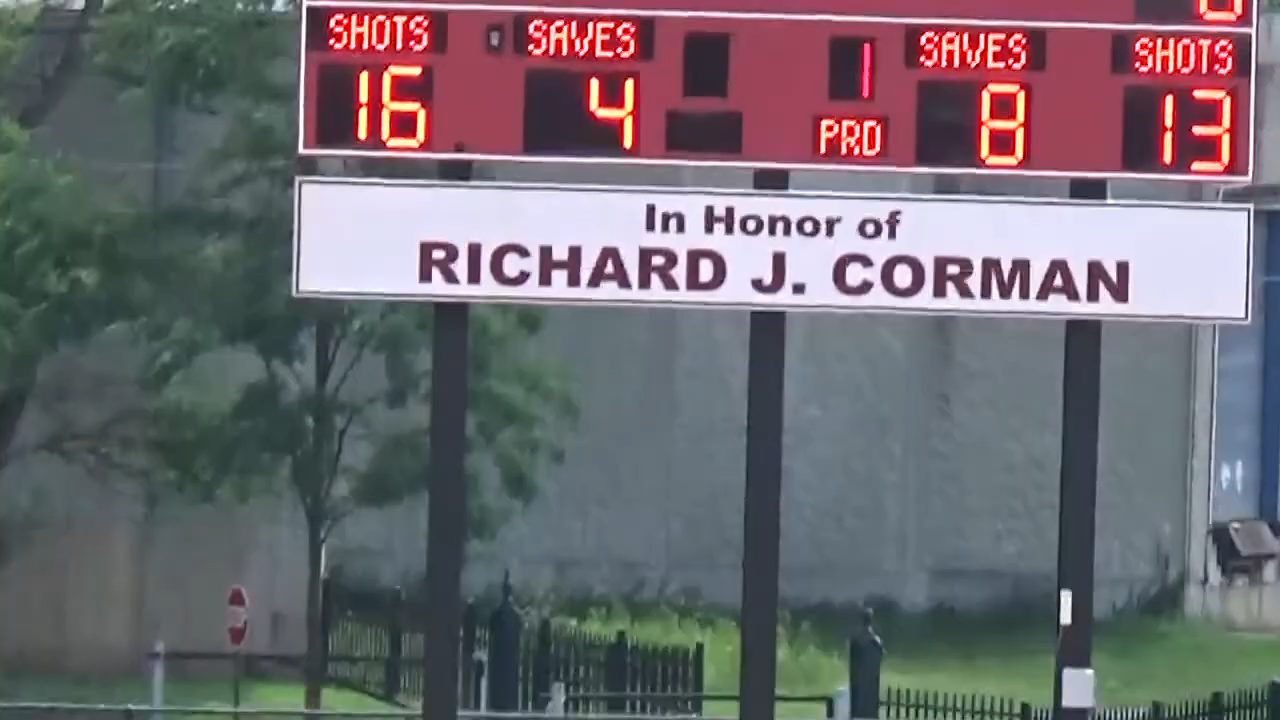 SHOTS SAVES 1 SAVES SHOTS
16 4 PRD 8 13
In Honor of
RICHARD J. CORMAN